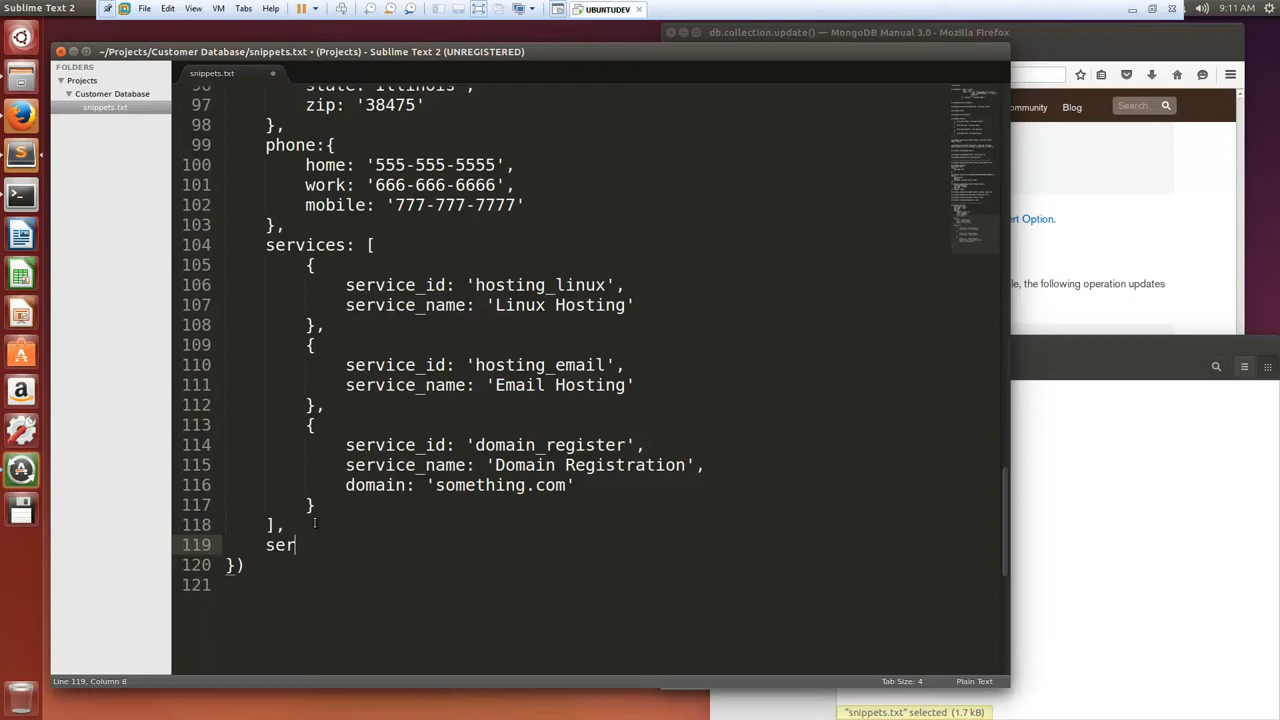 Sublime Text 2
File
View
VM
Tabs
Help
UBUNTUDEV
9:11 AM
~/Projects/Customer Database/snippets.txt • (Projects) - Sublime Text 2 (UNREGISTERED)
db.collection.update() — MongoDB Manual 3.0 - Mozilla Firefox
FOLDERS
Projects
Customer Database
snippets.txt
snippets.txt
97 zip: '38475'
98 },
99 phone:{
100 home: '555-555-5555',
101 work: '666-666-6666',
102 mobile: '777-777-7777'
103 },
104 services: [
105 {
106 service_id: 'hosting_linux',
107 service_name: 'Linux Hosting'
108 },
109 {
110 service_id: 'hosting_email',
111 service_name: 'Email Hosting'
112 },
113 {
114 service_id: 'domain_register',
115 service_name: 'Domain Registration',
116 domain: 'something.com'
117 }
118 ],
119 ser
120 })
121
ommunity
Blog
Search
ert Option.
le, the following operation updates
Line 119, Column 8
Tab Size: 4
Plain Text
"snippets.txt" selected (1.7 kB)